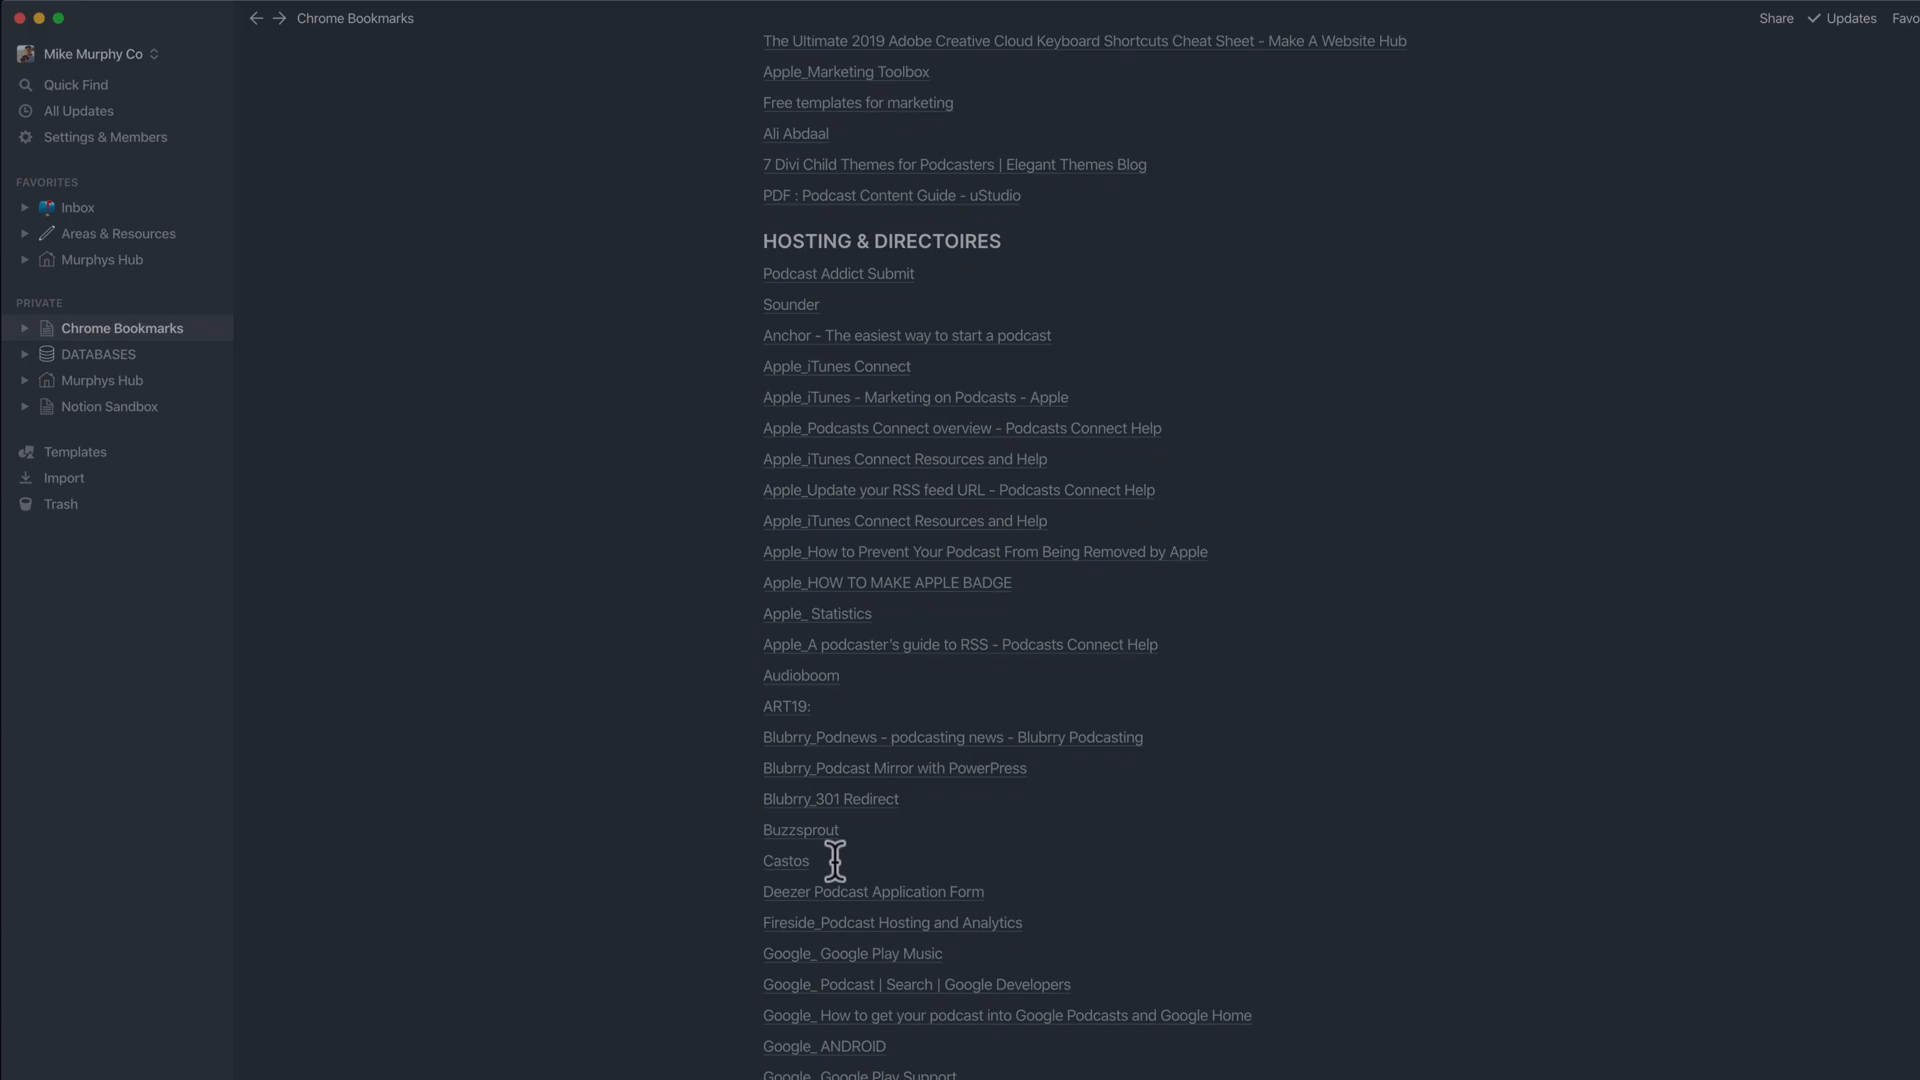 Chrome Bookmarks
Share
Updates
Favo
Mike Murphy Co
Quick Find
All Updates
Settings & Members
FAVORITES
Inbox
Areas & Resources
Murphys Hub
PRIVATE
Chrome Bookmarks
DATABASES
Murphys Hub
Notion Sandbox
Templates
Import
Trash
The Ultimate 2019 Adobe Creative Cloud Keyboard Shortcuts Cheat Sheet - Make A Website Hub
Apple_Marketing Toolbox
Free templates for marketing
Ali Abdaal
7 Divi Child Themes for Podcasters | Elegant Themes Blog
PDF : Podcast Content Guide - uStudio
HOSTING & DIRECTOIRES
Podcast Addict Submit
Sounder
Anchor - The easiest way to start a podcast
Apple_iTunes Connect
Apple_iTunes - Marketing on Podcasts - Apple
Apple_Podcasts Connect overview - Podcasts Connect Help
Apple_iTunes Connect Resources and Help
Apple_Update your RSS feed URL - Podcasts Connect Help
Apple_iTunes Connect Resources and Help
Apple_How to Prevent Your Podcast From Being Removed by Apple
Apple_HOW TO MAKE APPLE BADGE
Apple_ Statistics
Apple_A podcaster's guide to RSS - Podcasts Connect Help
Audioboom
ART19:
Blubrry_Podnews - podcasting news - Blubrry Podcasting
Blubrry_Podcast Mirror with PowerPress
Blubrry_301 Redirect
Buzzsprout
Castos
Deezer Podcast Application Form
Fireside_Podcast Hosting and Analytics
Google_ Google Play Music
Google_ Podcast | Search | Google Developers
Google_ How to get your podcast into Google Podcasts and Google Home
Google_ ANDROID
Google_ Google Play Support